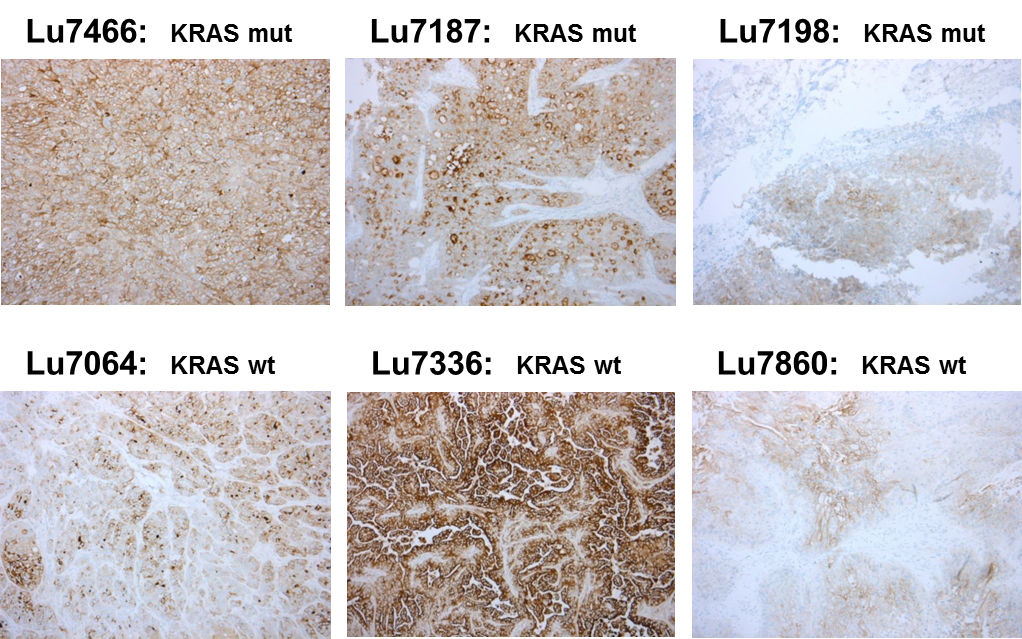 Lu7466: KRAS mut
Lu7187: KRAS mut
Lu7198: KRAS mut
Lu7064: KRAS wt
Lu7336: KRAS wt
Lu7860: KRAS wt